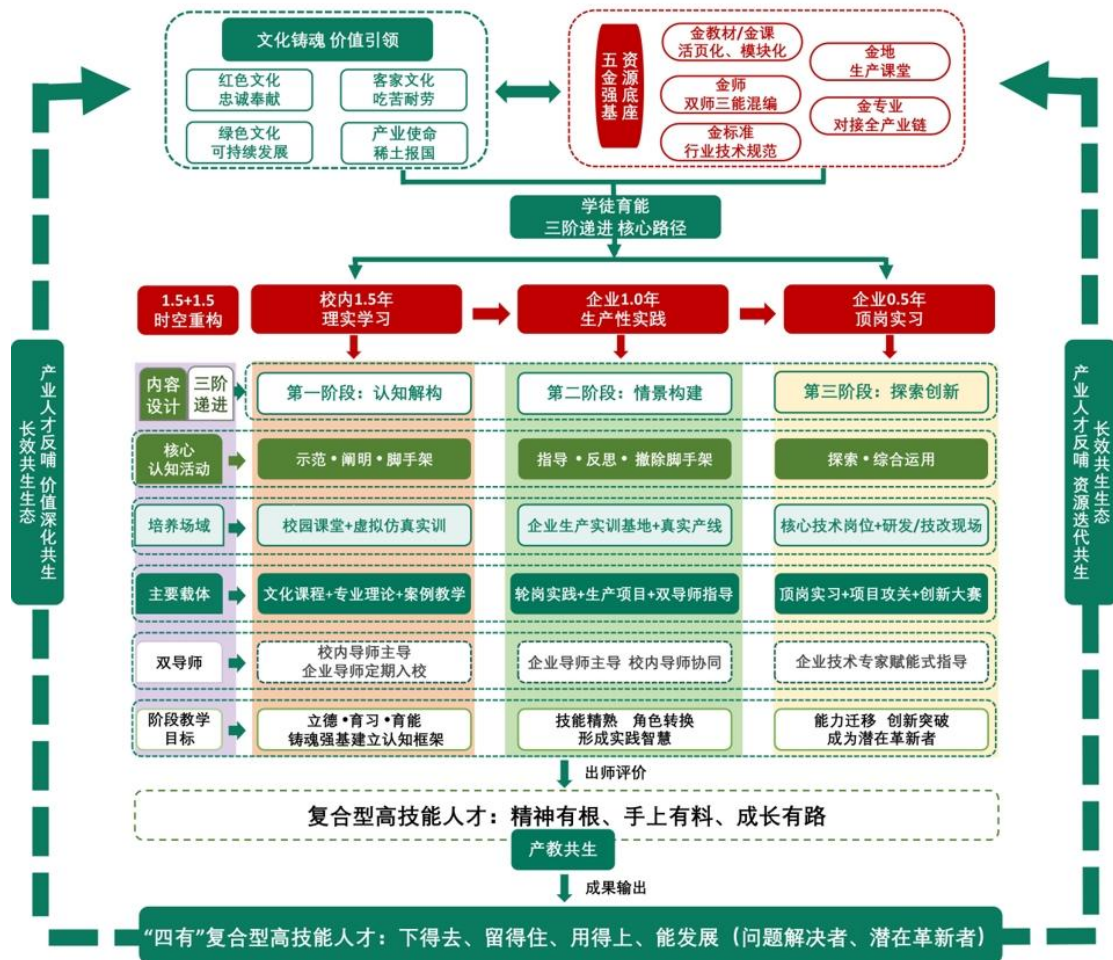 文化铸魂 价值引领
红色文化
忠诚奉献
客家文化
吃苦耐劳
绿色文化
可持续发展
产业使命
稀土报国
五金强基
资源底座
金教材/金课
活页化、模块化
金师
双师三能混编
金标准
行业技术规范
金地
生产课堂
金专业
对接全产业链
学徒育能
三阶递进 核心路径
1.5+1.5
时空重构
校内1.5年
理实学习
企业1.0年
生产性实践
企业0.5年
顶岗实习
内容
设计
三阶
递进
第一阶段：认知解构
第二阶段：情景构建
第三阶段：探索创新
核心
认知活动
示范•阐明•脚手架
指导•反思•撤除脚手架
探索•综合运用
培养场域
校园课堂+虚拟仿真实训
企业生产实训基地+真实产线
核心技术岗位+研发/技改现场
主要载体
文化课程+专业理论+案例教学
轮岗实践+生产项目+双导师指导
顶岗实习+项目攻关+创新大赛
双导师
校内导师主导
企业导师定期入校
企业导师主导 校内导师协同
企业技术专家赋能式指导
阶段教学
目标
立德•育习•育能
铸魂强基建立认知框架
技能精熟 角色转换
形成实践智慧
能力迁移 创新突破
成为潜在革新者
出师评价
复合型高技能人才：精神有根、手上有料、成长有路
产教共生
成果输出
“四有”复合型高技能人才：下得去、留得住、用得上、能发展（问题解决者、潜在革新者）
产业人才反哺 价值深化共生
长效共生生态
长效共生生态
产业人才反哺 资源迭代共生